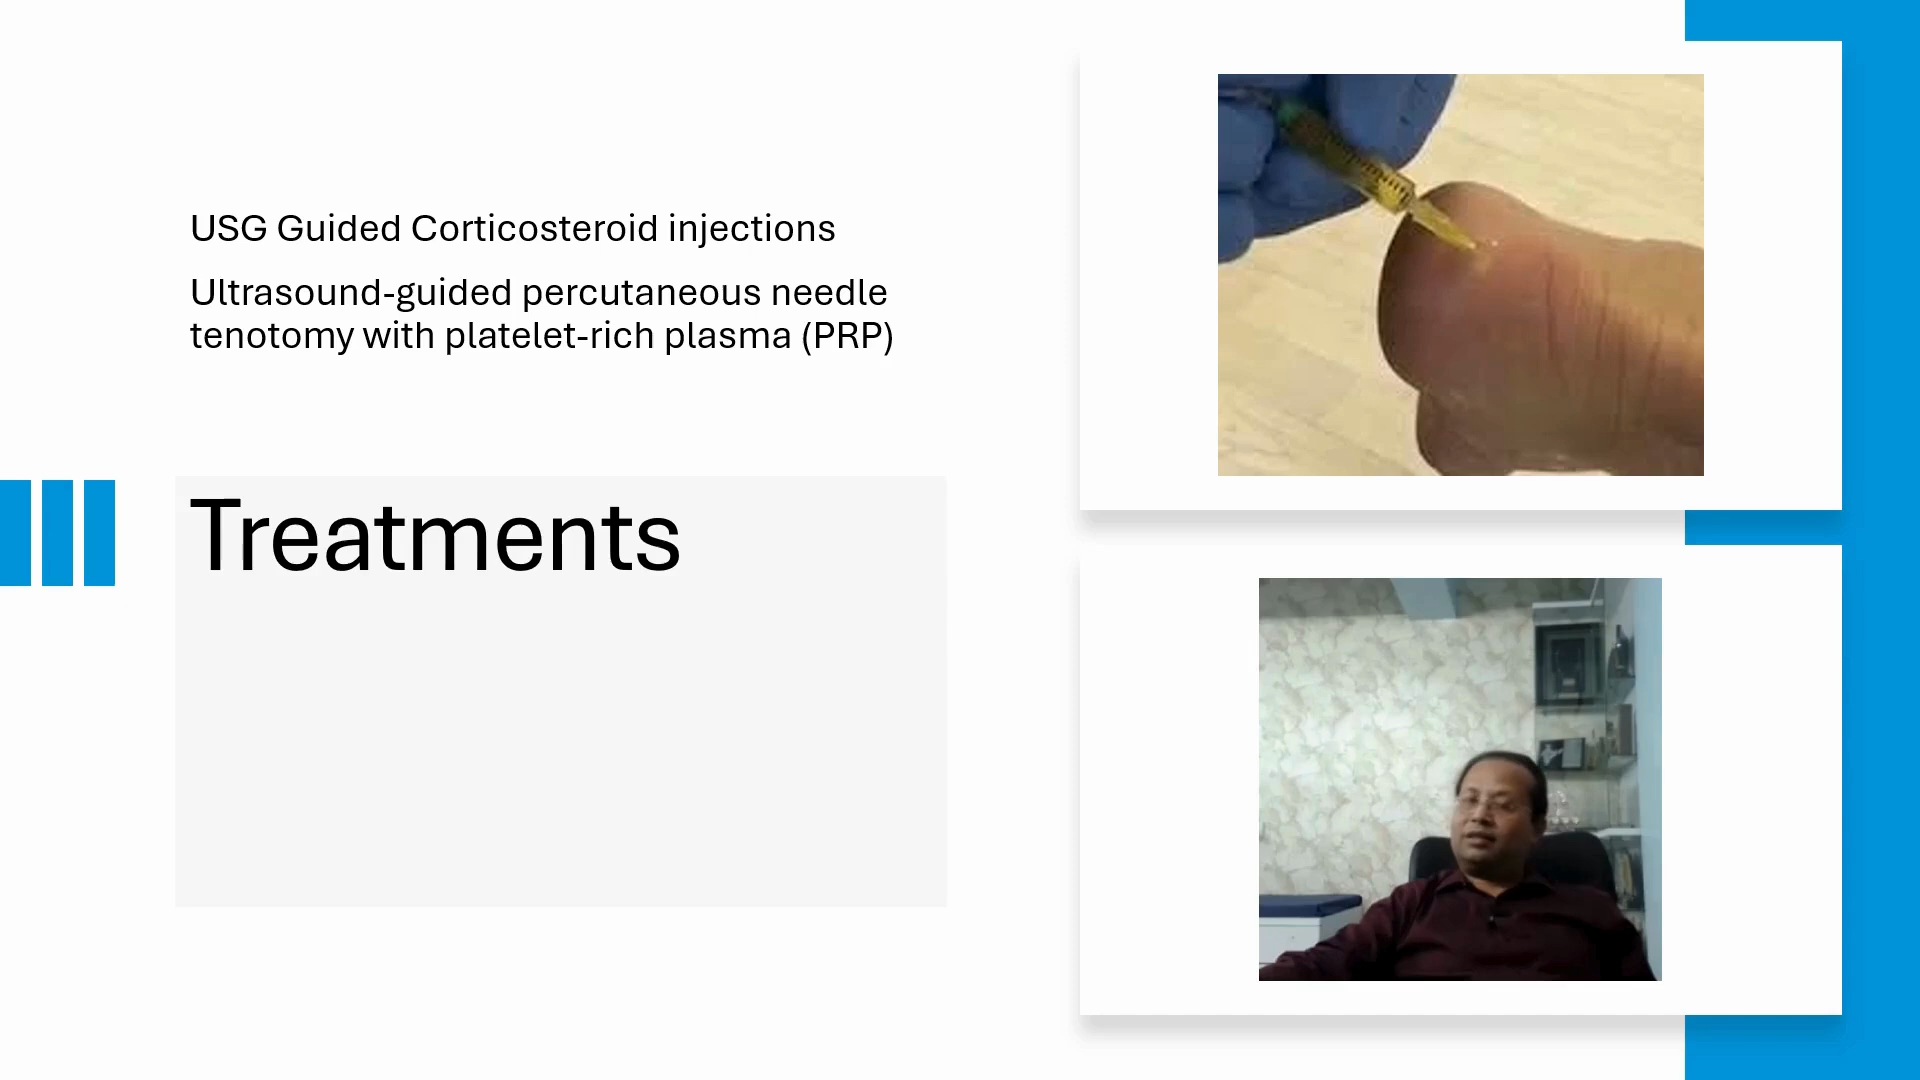 USG Guided Corticosteroid injections
Ultrasound-guided percutaneous needle
tenotomy with platelet-rich plasma (PRP)
Treatments